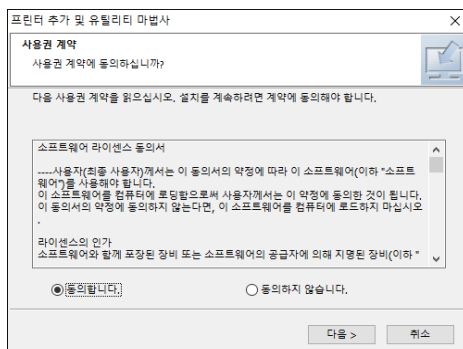 프린터 추가 및 유틸리티 마법사
사용권 계약
사용권 계약에 동의하십니까?
다음 사용권 계약을 읽으십시오. 설치를 계속하려면 계약에 동의해야 합니다.
소프트웨어 라이센스 동의서
----사용자(최종 사용자)께서는 이 동의서의 약정에 따라 이 소프트웨어(이하 "소프트
웨어")를 사용해야 합니다.
이 소프트웨어를 컴퓨터에 로딩함으로써 사용자께서는 이 약정에 동의한 것이 됩니다.
이 동의서의 약정에 동의하지 않는다면, 이 소프트웨어를 컴퓨터에 로드하지 마십시오
.
라이센스의 인가
소프트웨어와 함께 포장된 장비 또는 소프트웨어의 공급자에 의해 지명된 장비(이하 "
동의합니다.
동의하지 않습니다.
다음 >
취소